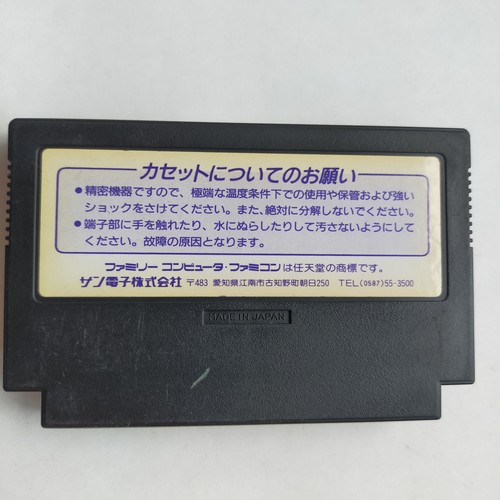 カセットについてのお願い
●精密機器ですので、極端な温度条件下での使用や保管および強い
ショックをさけてください。また、絶対に分解しないでください。
●端子部に手を触れたり、水にぬらしたりして汚さないようにして
ください。故障の原因となります。
ファミリーコンピュータ・ファミコンは任天堂の商標です。
サン電子株式会社 〒483 愛知県江南市古知野町朝日250 TEL(0587)55-3500
MADE IN JAPAN